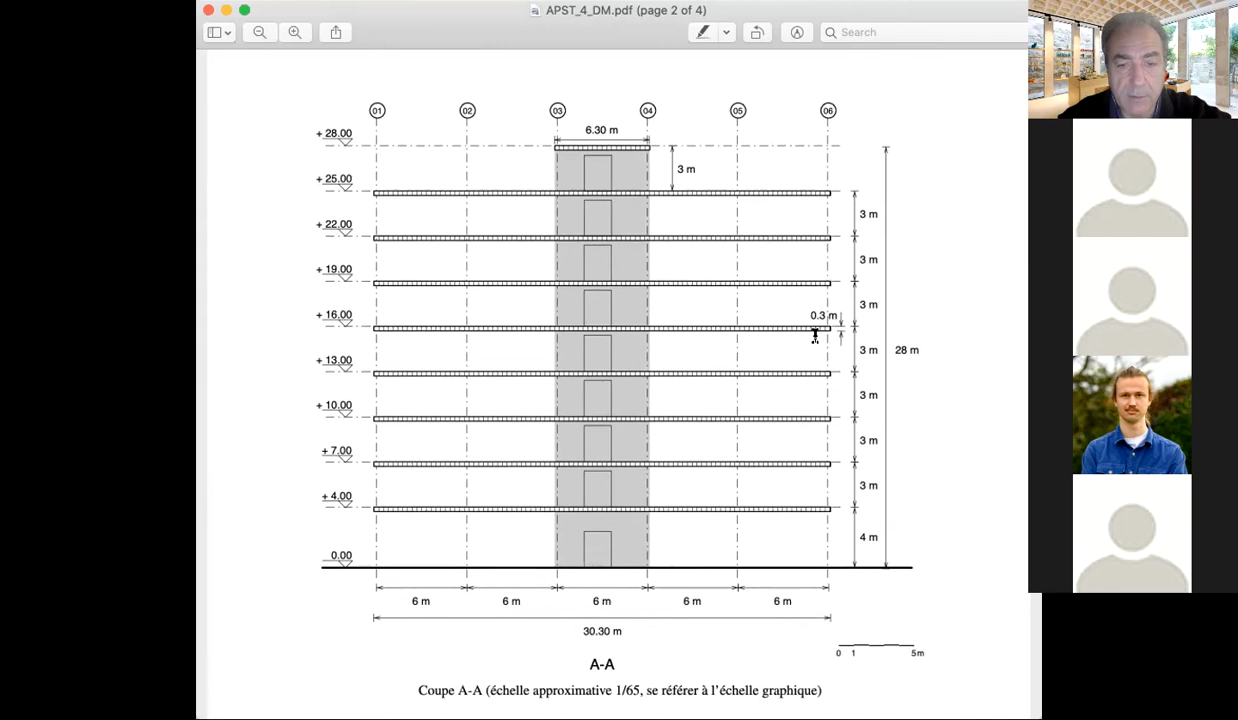 APST_4_DM.pdf (page 2 of 4)
Search
01 02 03 04 05 06
6.30 m
+ 28.00
3 m
+ 25.00
3 m
+ 22.00
3 m
+ 19.00
3 m
0.3 m
+ 16.00
3 m
28 m
+ 13.00
3 m
+ 10.00
3 m
+ 7.00
3 m
+ 4.00
4 m
0.00
6 m 6 m 6 m 6 m 6 m
30.30 m
0 1 5m
A-A
Coupe A-A (échelle approximative 1/65, se référer à l'échelle graphique)